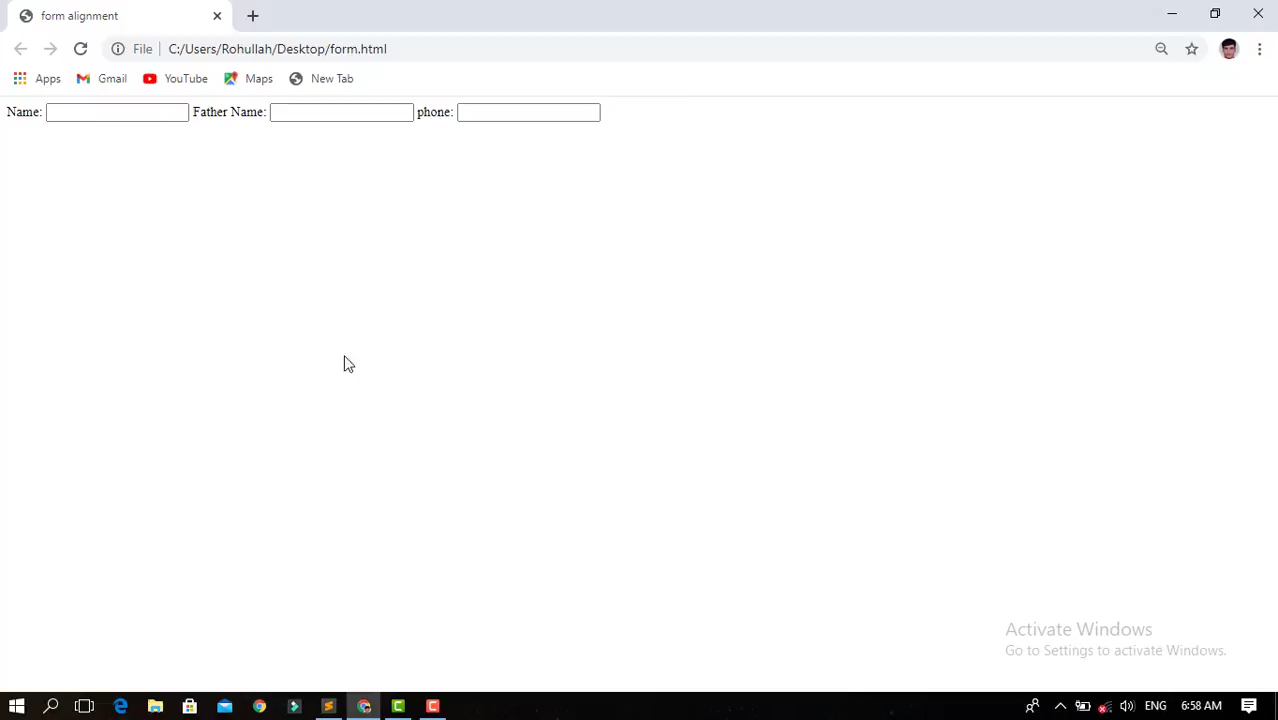 form alignment
File C:/Users/Rohullah/Desktop/form.html
Apps Gmail YouTube Maps New Tab
Name: Father Name: phone:
Activate Windows
Go to Settings to activate Windows.
ENG 6:58 AM